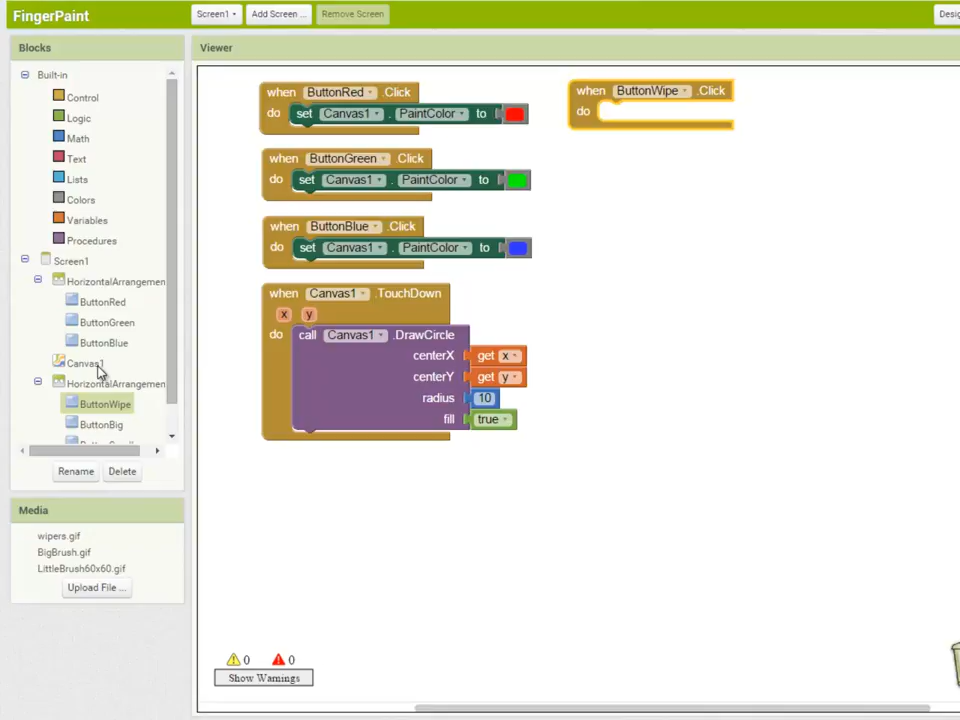 FingerPaint
Screen1
Add Screen ...
Remove Screen
Blocks
Built-in
Control
Logic
Math
Text
Lists
Colors
Variables
Procedures
Screen1
HorizontalArrangemen
ButtonRed
ButtonGreen
ButtonBlue
Canvas1
HorizontalArrangemen
ButtonWipe
ButtonBig
Rename
Delete
Media
wipers.gif
BigBrush.gif
LittleBrush60x60.gif
Upload File ...
Viewer
when ButtonRed .Click
do set Canvas1 . PaintColor to
when ButtonGreen .Click
do set Canvas1 . PaintColor to
when ButtonBlue .Click
do set Canvas1 . PaintColor to
when Canvas1 .TouchDown
x y
do call Canvas1 .DrawCircle
centerX get x
centerY get y
radius 10
fill true
when ButtonWipe .Click
do
0 0
Show Warnings